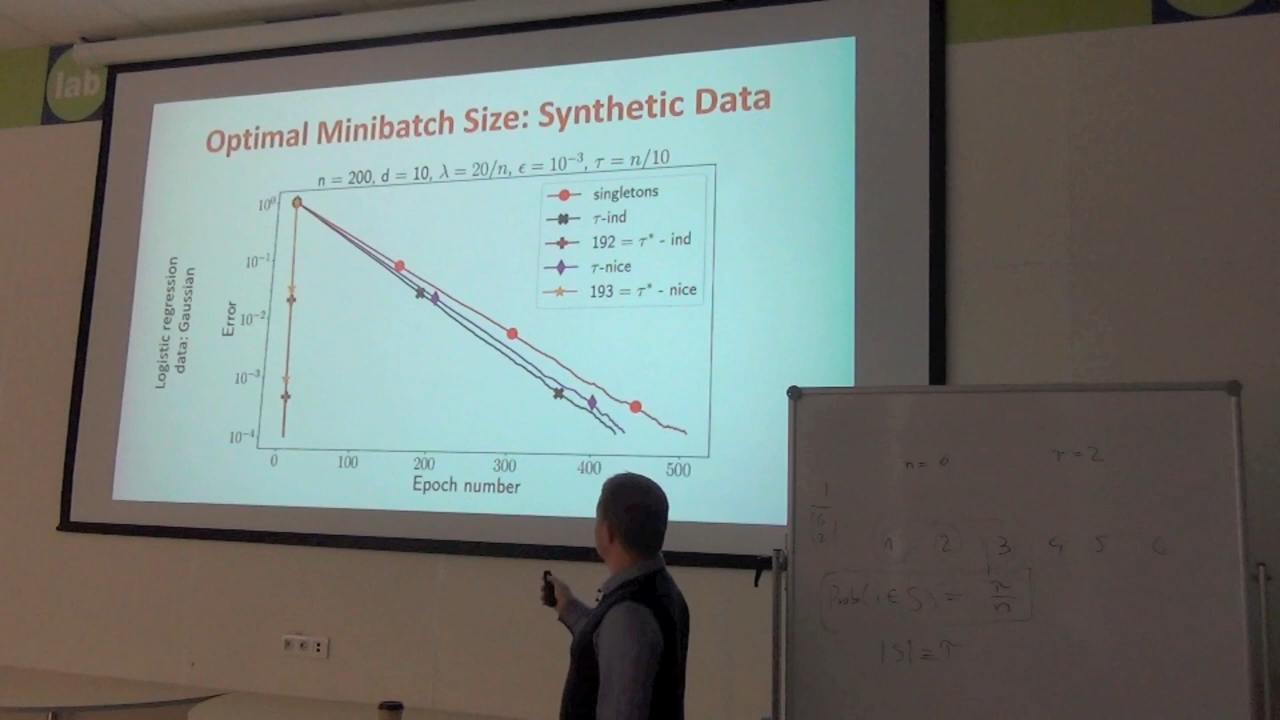 lab
Optimal Minibatch Size: Synthetic Data
n = 200, d = 10, λ = 20/n, ϵ = 10⁻³, τ = n/10
singletons
τ-ind
192 = τ* - ind
τ-nice
193 = τ* - nice
10⁰
10⁻¹
10⁻²
10⁻³
10⁻⁴
Error
Logistic regression
data: Gaussian
0 100 200 300 400 500
Epoch number
n = 6 τ = 2
1 2 3 4 5 6
Prob(i ∈ S) = τ/n
|S| ≡ τ